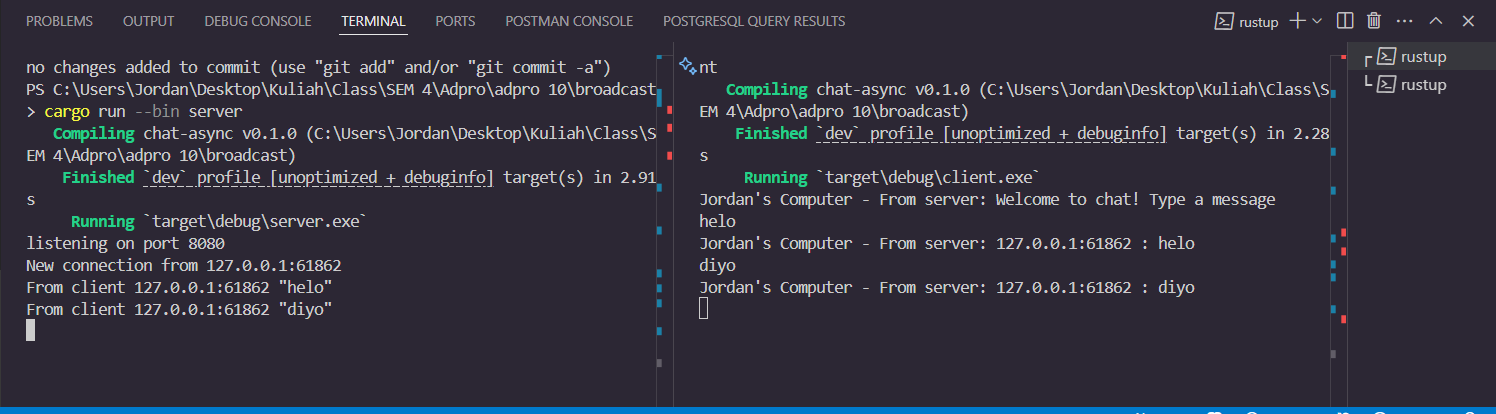 PROBLEMS OUTPUT DEBUG CONSOLE TERMINAL PORTS POSTMAN CONSOLE POSTGRESQL QUERY RESULTS rustup
no changes added to commit (use "git add" and/or "git commit -a")
PS C:\Users\Jordan\Desktop\Kuliah\Class\SEM 4\Adpro\adpro 10\broadcast
> cargo run --bin server
Compiling chat-async v0.1.0 (C:\Users\Jordan\Desktop\Kuliah\Class\S
EM 4\Adpro\adpro 10\broadcast)
Finished `dev` profile [unoptimized + debuginfo] target(s) in 2.91
s
Running `target\debug\server.exe`
listening on port 8080
New connection from 127.0.0.1:61862
From client 127.0.0.1:61862 "helo"
From client 127.0.0.1:61862 "diyo"
nt
Compiling chat-async v0.1.0 (C:\Users\Jordan\Desktop\Kuliah\Class\S
EM 4\Adpro\adpro 10\broadcast)
Finished `dev` profile [unoptimized + debuginfo] target(s) in 2.28
s
Running `target\debug\client.exe`
Jordan's Computer - From server: Welcome to chat! Type a message
helo
Jordan's Computer - From server: 127.0.0.1:61862 : helo
diyo
Jordan's Computer - From server: 127.0.0.1:61862 : diyo
rustup
rustup